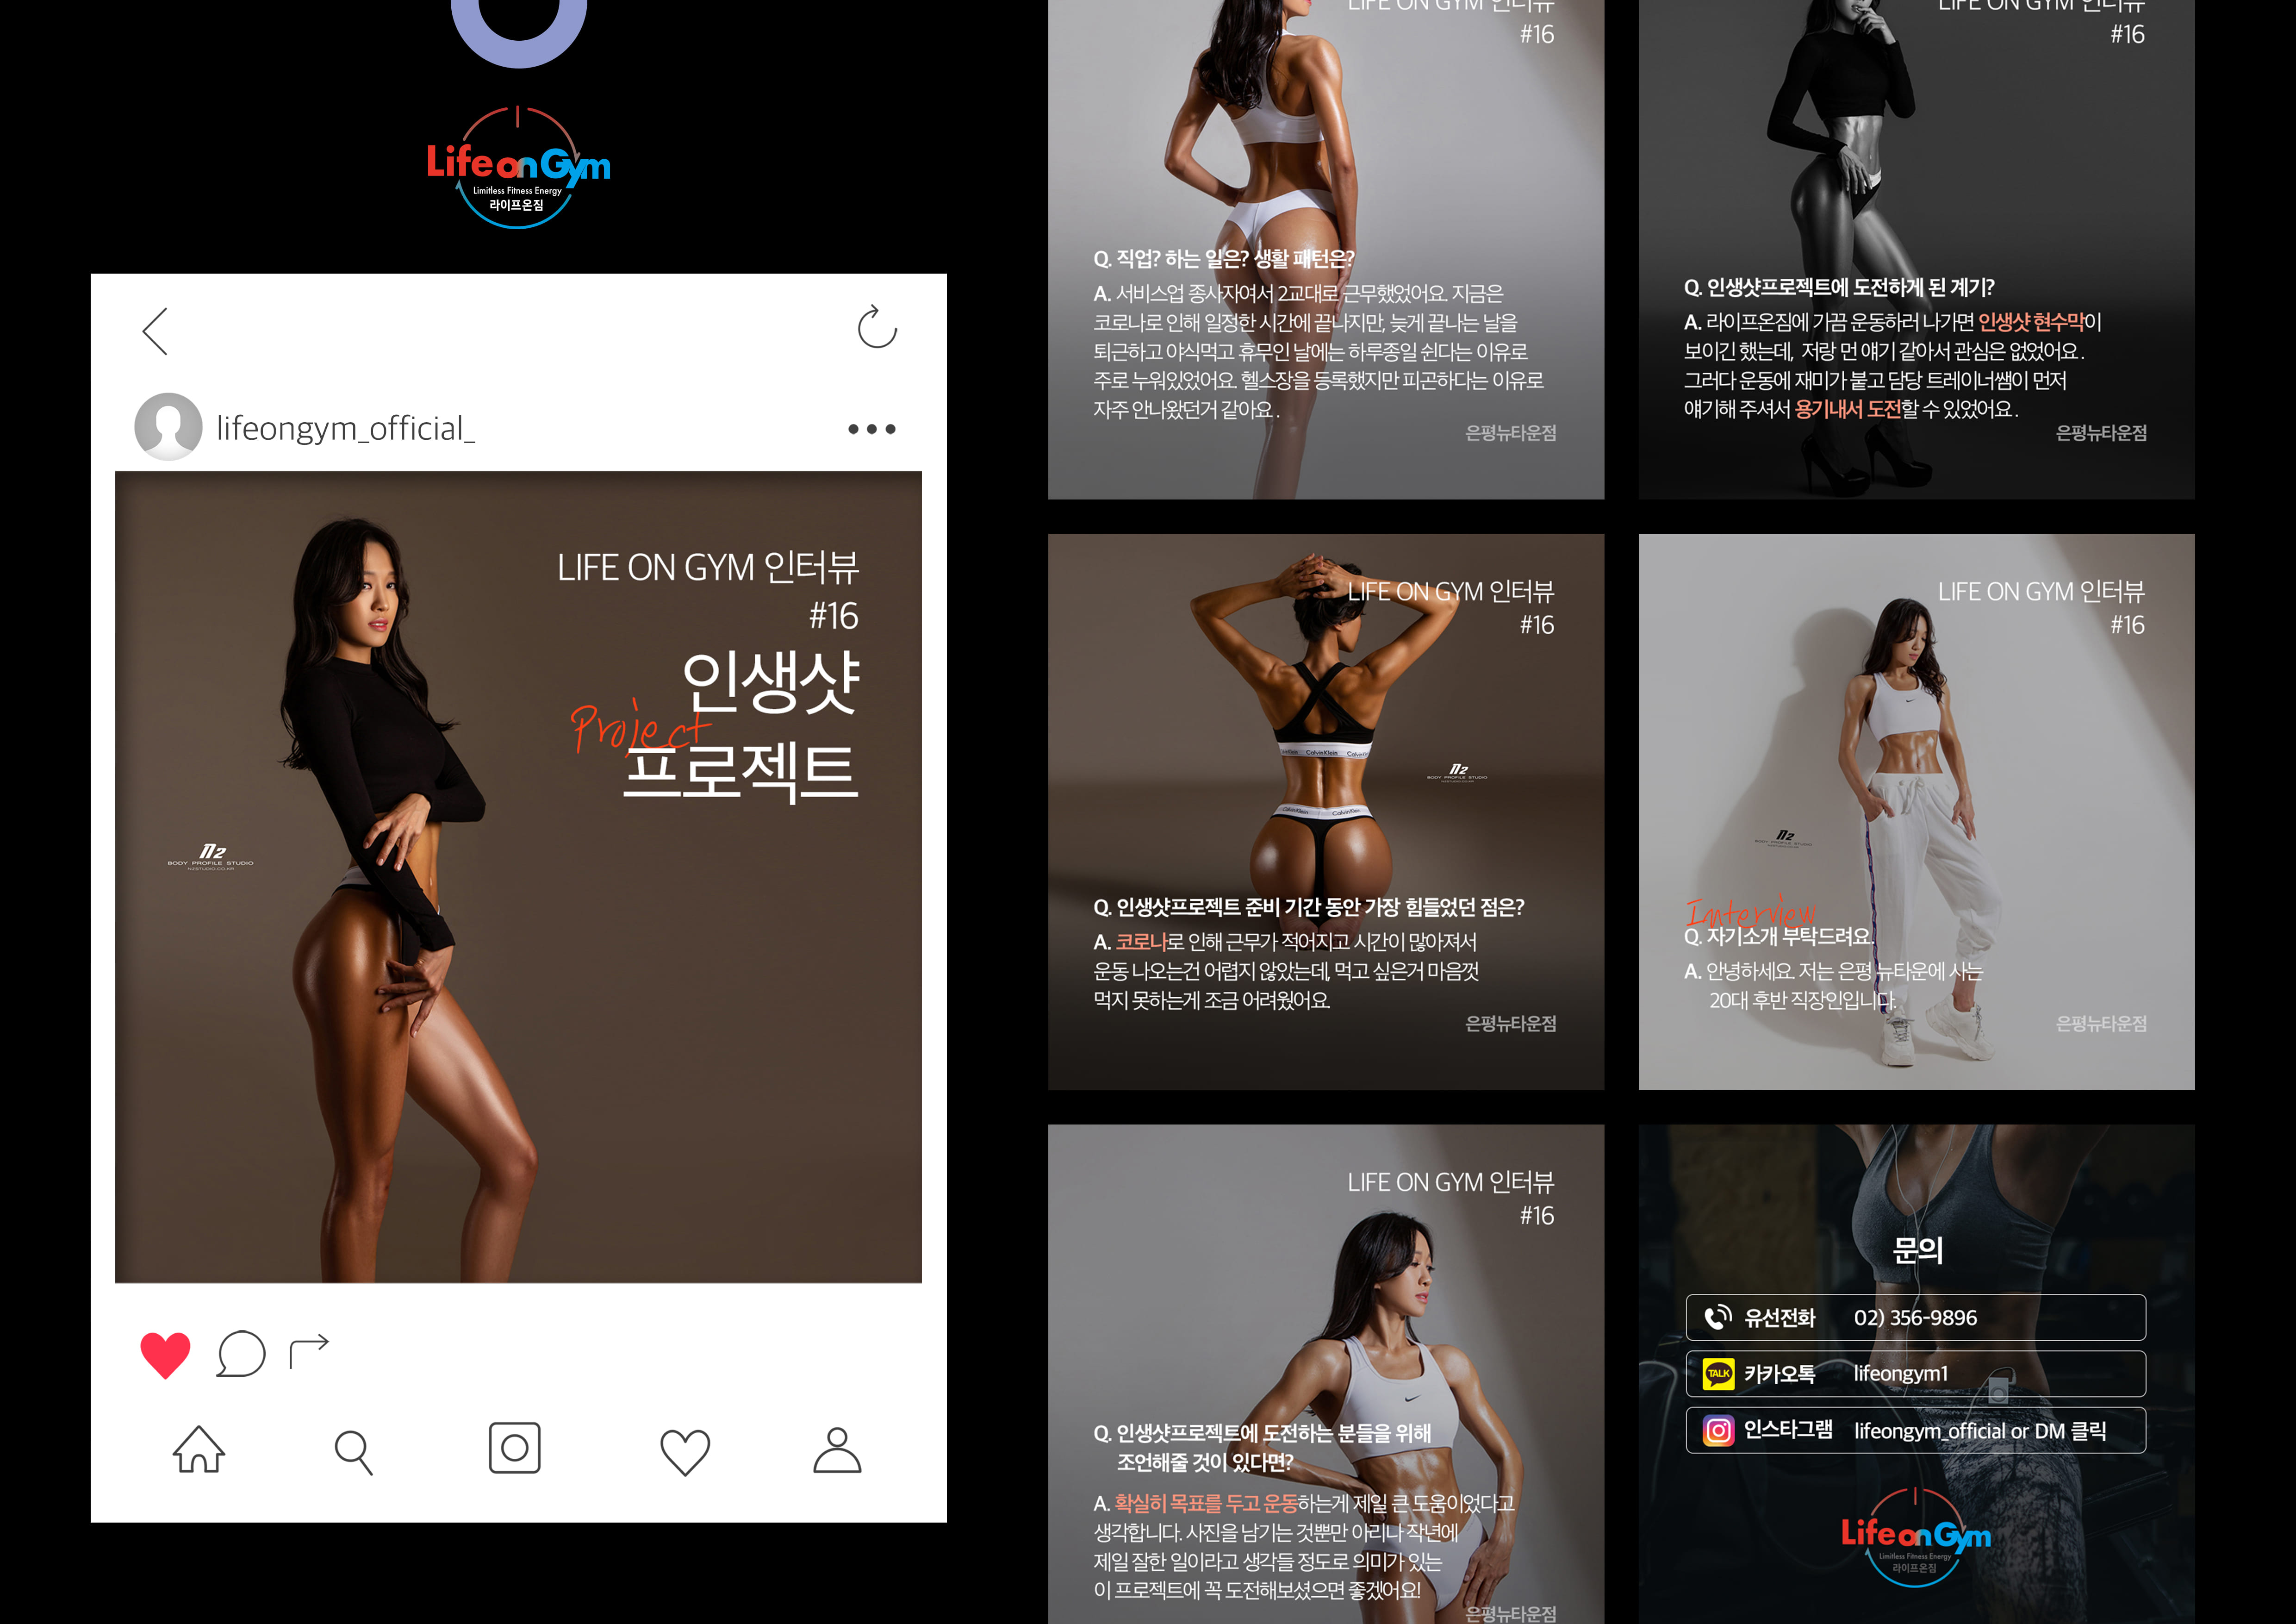 Life on Gym
Limitless Fitness Energy
라이프온짐
lifeongym_official_
LIFE ON GYM 인터뷰
#16
인생샷
Project
프로젝트
n2
BODY PROFILE STUDIO
N2STUDIO.CO.KR
LIFE ON GYM 인터뷰
#16
Q. 직업? 하는 일은? 생활 패턴은?
A. 서비스업 종사자여서 2교대로 근무했었어요. 지금은
코로나로 인해 일정한 시간에 끝나지만, 늦게 끝나는 날을
퇴근하고 야식먹고 휴무인 날에는 하루종일 쉰다는 이유로
주로 누워있었어요. 헬스장을 등록했지만 피곤하다는 이유로
자주 안나왔던거 같아요 .
은평뉴타운점
LIFE ON GYM 인터뷰
#16
Q. 인생샷프로젝트에 도전하게 된 계기?
A. 라이프온짐에 가끔 운동하러 나가면 인생샷 현수막이
보이긴 했는데, 저랑 먼 얘기 같아서 관심은 없었어요 .
그러다 운동에 재미가 붙고 담당 트레이너쌤이 먼저
얘기해 주셔서 용기내서 도전할 수 있었어요 .
은평뉴타운점
LIFE ON GYM 인터뷰
#16
CalvinKlein
CalvinKlein
CalvinKlein
CalvinKlein
n2
BODY PROFILE STUDIO
N2STUDIO.CO.KR
Q. 인생샷프로젝트 준비 기간 동안 가장 힘들었던 점은?
A. 코로나로 인해 근무가 적어지고 시간이 많아져서
운동 나오는건 어렵지 않았는데, 먹고 싶은거 마음껏
먹지 못하는게 조금 어려웠어요.
은평뉴타운점
LIFE ON GYM 인터뷰
#16
n2
BODY PROFILE STUDIO
N2STUDIO.CO.KR
Interview
Q. 자기소개 부탁드려요.
A. 안녕하세요. 저는 은평 뉴타운에 사는
20대 후반 직장인입니다.
은평뉴타운점
LIFE ON GYM 인터뷰
#16
Q. 인생샷프로젝트에 도전하는 분들을 위해
조언해줄 것이 있다면?
A. 확실히 목표를 두고 운동하는게 제일 큰 도움이었다고
생각합니다. 사진을 남기는 것뿐만 아리나 작년에
제일 잘한 일이라고 생각들 정도로 의미가 있는
이 프로젝트에 꼭 도전해보셨으면 좋겠어요!
은평뉴타운점
문의
유선전화 02) 356-9896
TALK 카카오톡 lifeongym1
인스타그램 lifeongym_official or DM 클릭
Life on Gym
Limitless Fitness Energy
라이프온짐